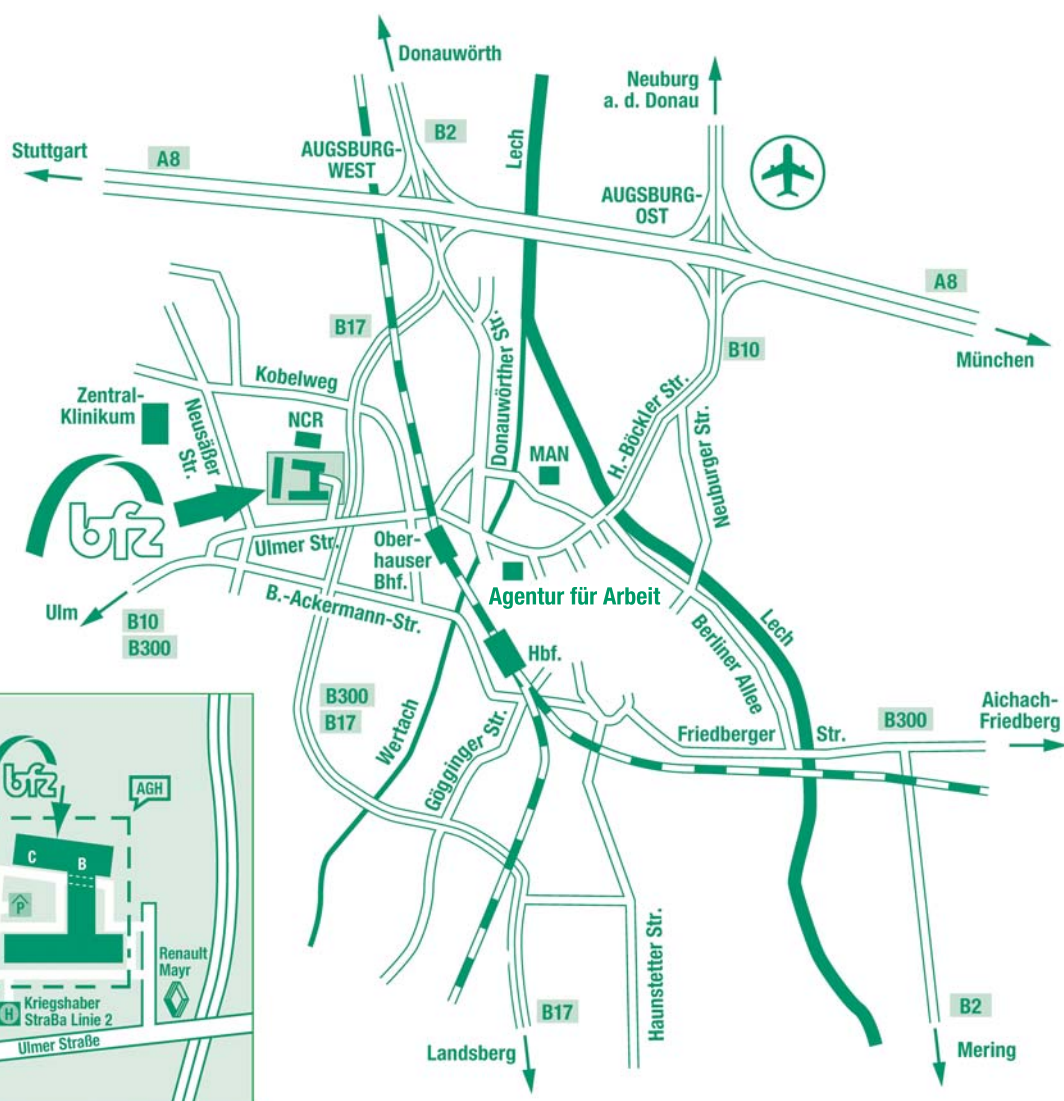 Donauwörth
Neuburg
a. d. Donau
B2
Lech
Stuttgart
A8
AUGSBURG-
WEST
AUGSBURG-
OST
A8
München
B17
B10
Kobelweg
Donauwörther Str.
H.-Böckler Str.
Neuburger Str.
Zentral-
Klinikum
Neusäßer
Str.
NCR
MAN
bfz
Ulmer Str.
Ober-
hauser
Bhf.
Agentur für Arbeit
B.-Ackermann-Str.
Ulm
B10
B300
Lech
Berliner Allee
Hbf.
B300
B17
Wertach
Gögginger Str.
Friedberger
Str.
B300
Aichach-
Friedberg
Haunstetter Str.
B17
Landsberg
B2
Mering
bfz
AGH
C
B
P
Renault
Mayr
H
Kriegshaber
StraBa Linie 2
Ulmer Straße